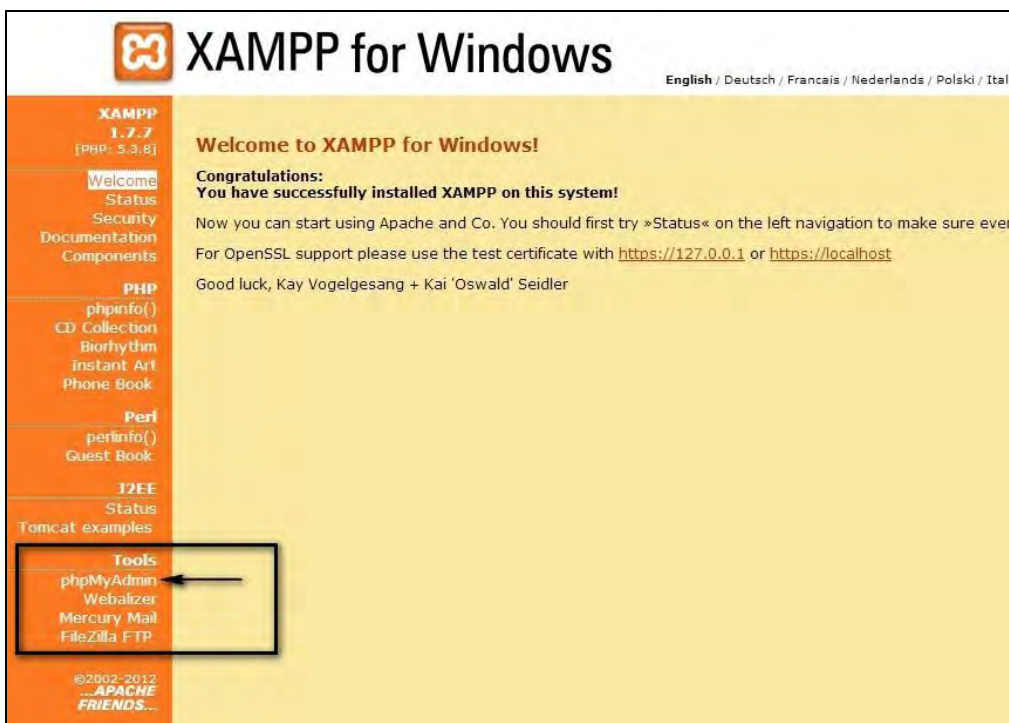 XAMPP for Windows
English / Deutsch / Francais / Nederlands / Polski / Ital
XAMPP
1.7.7
[PHP: 5.3.8]
Welcome
Status
Security
Documentation
Components
PHP
phpinfo()
CD Collection
Biorhythm
Instant Art
Phone Book
Perl
perlinfo()
Guest Book
J2EE
Status
Tomcat examples
Tools
phpMyAdmin
Webalizer
Mercury Mail
FileZilla FTP
©2002-2012
...APACHE
FRIENDS...
Welcome to XAMPP for Windows!
Congratulations:
You have successfully installed XAMPP on this system!
Now you can start using Apache and Co. You should first try »Status« on the left navigation to make sure ever
For OpenSSL support please use the test certificate with https://127.0.0.1 or https://localhost
Good luck, Kay Vogelgesang + Kai 'Oswald' Seidler